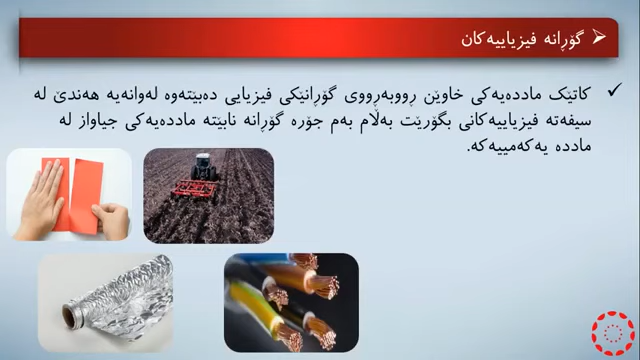 گۆڕانە فیزیاییەکان
کاتێک ماددەیەکی خاوێن ڕووبەڕووی گۆڕانێکی فیزیایی دەبێتەوە لەوانەیە هەندێ لە
سیفەتە فیزیاییەکانی بگۆڕێت بەڵام بەم جۆرە گۆڕانە نابێتە ماددەیەکی جیاواز لە
ماددە یەکەمییەکە.